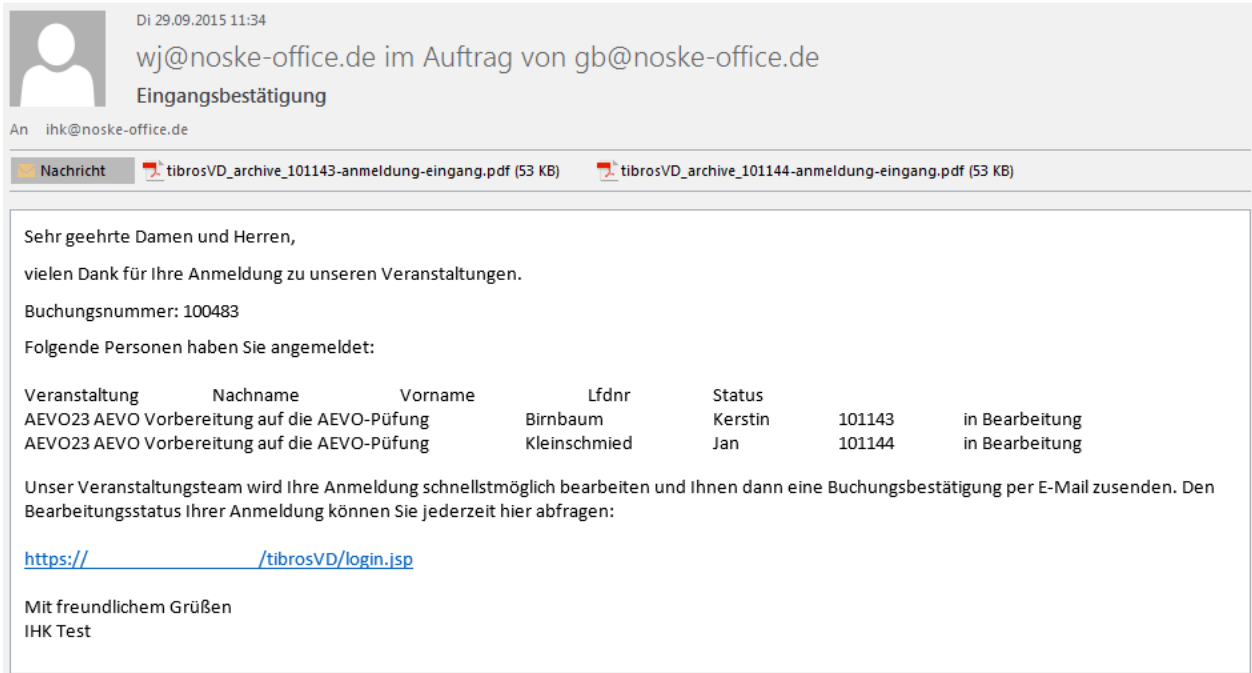 Di 29.09.2015 11:34
wj@noske-office.de im Auftrag von gb@noske-office.de
Eingangsbestätigung
An ihk@noske-office.de
Nachricht tibrosVD_archive_101143-anmeldung-eingang.pdf (53 KB) tibrosVD_archive_101144-anmeldung-eingang.pdf (53 KB)
Sehr geehrte Damen und Herren,
vielen Dank für Ihre Anmeldung zu unseren Veranstaltungen.
Buchungsnummer: 100483
Folgende Personen haben Sie angemeldet:
Veranstaltung Nachname Vorname Lfdnr Status
AEVO23 AEVO Vorbereitung auf die AEVO-Püfung Birnbaum Kerstin 101143 in Bearbeitung
AEVO23 AEVO Vorbereitung auf die AEVO-Püfung Kleinschmied Jan 101144 in Bearbeitung
Unser Veranstaltungsteam wird Ihre Anmeldung schnellstmöglich bearbeiten und Ihnen dann eine Buchungsbestätigung per E-Mail zusenden. Den
Bearbeitungsstatus Ihrer Anmeldung können Sie jederzeit hier abfragen:
https:// /tibrosVD/login.jsp
Mit freundlichem Grüßen
IHK Test